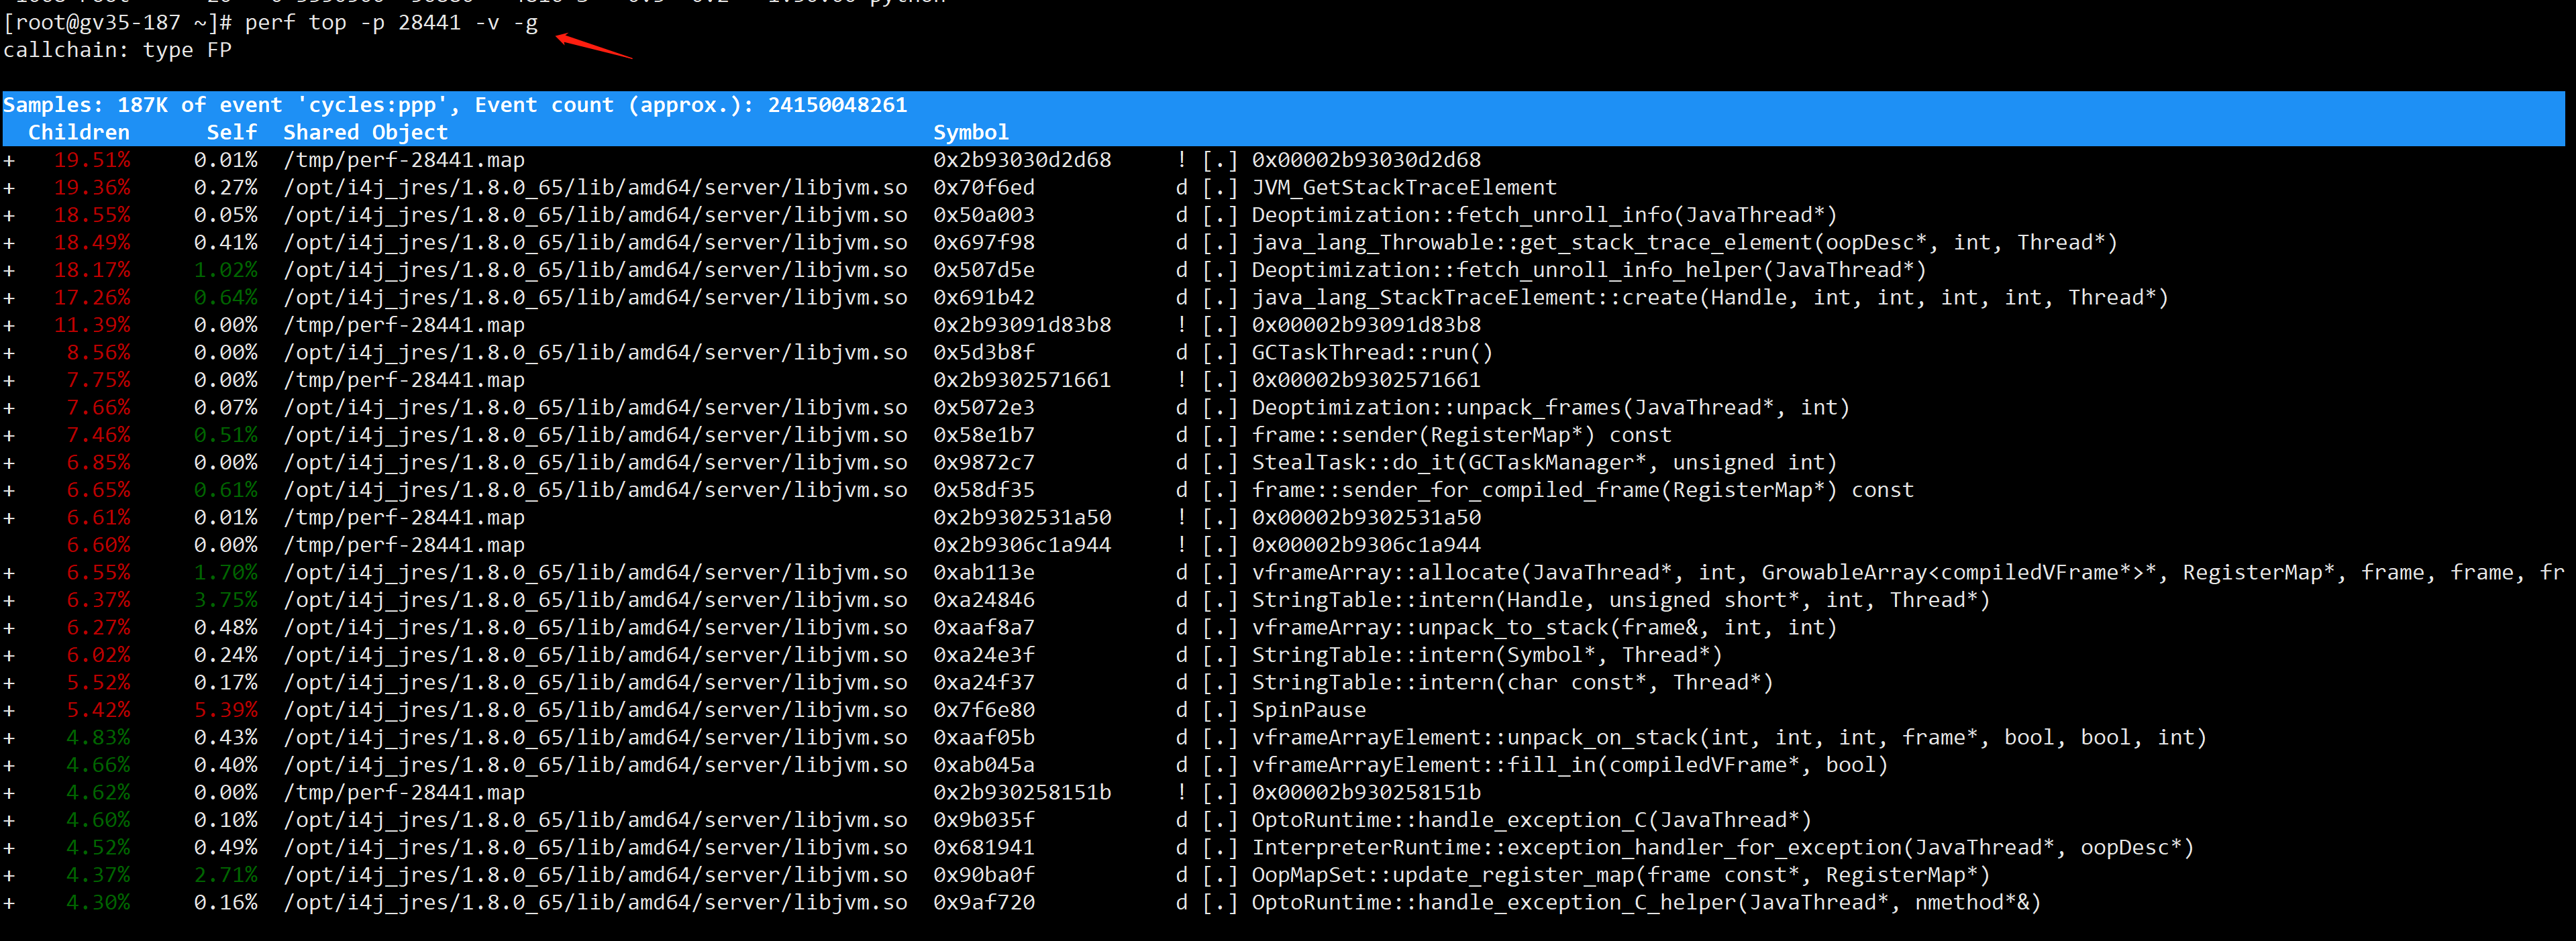 [root@gv35-187 ~]# perf top -p 28441 -v -g
callchain: type FP
Samples: 187K of event 'cycles:ppp', Event count (approx.): 24150048261
Children Self Shared Object Symbol
+ 19.51% 0.01% /tmp/perf-28441.map 0x2b93030d2d68 ! [.] 0x00002b93030d2d68
+ 19.36% 0.27% /opt/i4j_jres/1.8.0_65/lib/amd64/server/libjvm.so 0x70f6ed d [.] JVM_GetStackTraceElement
+ 18.55% 0.05% /opt/i4j_jres/1.8.0_65/lib/amd64/server/libjvm.so 0x50a003 d [.] Deoptimization::fetch_unroll_info(JavaThread*)
+ 18.49% 0.41% /opt/i4j_jres/1.8.0_65/lib/amd64/server/libjvm.so 0x697f98 d [.] java_lang_Throwable::get_stack_trace_element(oopDesc*, int, Thread*)
+ 18.17% 1.02% /opt/i4j_jres/1.8.0_65/lib/amd64/server/libjvm.so 0x507d5e d [.] Deoptimization::fetch_unroll_info_helper(JavaThread*)
+ 17.26% 0.64% /opt/i4j_jres/1.8.0_65/lib/amd64/server/libjvm.so 0x691b42 d [.] java_lang_StackTraceElement::create(Handle, int, int, int, int, Thread*)
+ 11.39% 0.00% /tmp/perf-28441.map 0x2b93091d83b8 ! [.] 0x00002b93091d83b8
+ 8.56% 0.00% /opt/i4j_jres/1.8.0_65/lib/amd64/server/libjvm.so 0x5d3b8f d [.] GCTaskThread::run()
+ 7.75% 0.00% /tmp/perf-28441.map 0x2b9302571661 ! [.] 0x00002b9302571661
+ 7.66% 0.07% /opt/i4j_jres/1.8.0_65/lib/amd64/server/libjvm.so 0x5072e3 d [.] Deoptimization::unpack_frames(JavaThread*, int)
+ 7.46% 0.51% /opt/i4j_jres/1.8.0_65/lib/amd64/server/libjvm.so 0x58e1b7 d [.] frame::sender(RegisterMap*) const
+ 6.85% 0.00% /opt/i4j_jres/1.8.0_65/lib/amd64/server/libjvm.so 0x9872c7 d [.] StealTask::do_it(GCTaskManager*, unsigned int)
+ 6.65% 0.61% /opt/i4j_jres/1.8.0_65/lib/amd64/server/libjvm.so 0x58df35 d [.] frame::sender_for_compiled_frame(RegisterMap*) const
+ 6.61% 0.01% /tmp/perf-28441.map 0x2b9302531a50 ! [.] 0x00002b9302531a50
6.60% 0.00% /tmp/perf-28441.map 0x2b9306c1a944 ! [.] 0x00002b9306c1a944
+ 6.55% 1.70% /opt/i4j_jres/1.8.0_65/lib/amd64/server/libjvm.so 0xab113e d [.] vframeArray::allocate(JavaThread*, int, GrowableArray<compiledVFrame*>*, RegisterMap*, frame, frame, fr
+ 6.37% 3.75% /opt/i4j_jres/1.8.0_65/lib/amd64/server/libjvm.so 0xa24846 d [.] StringTable::intern(Handle, unsigned short*, int, Thread*)
+ 6.27% 0.48% /opt/i4j_jres/1.8.0_65/lib/amd64/server/libjvm.so 0xaaf8a7 d [.] vframeArray::unpack_to_stack(frame&, int, int)
+ 6.02% 0.24% /opt/i4j_jres/1.8.0_65/lib/amd64/server/libjvm.so 0xa24e3f d [.] StringTable::intern(Symbol*, Thread*)
+ 5.52% 0.17% /opt/i4j_jres/1.8.0_65/lib/amd64/server/libjvm.so 0xa24f37 d [.] StringTable::intern(char const*, Thread*)
+ 5.42% 5.39% /opt/i4j_jres/1.8.0_65/lib/amd64/server/libjvm.so 0x7f6e80 d [.] SpinPause
+ 4.83% 0.43% /opt/i4j_jres/1.8.0_65/lib/amd64/server/libjvm.so 0xaaf05b d [.] vframeArrayElement::unpack_on_stack(int, int, int, frame*, bool, bool, int)
+ 4.66% 0.40% /opt/i4j_jres/1.8.0_65/lib/amd64/server/libjvm.so 0xab045a d [.] vframeArrayElement::fill_in(compiledVFrame*, bool)
+ 4.62% 0.00% /tmp/perf-28441.map 0x2b930258151b ! [.] 0x00002b930258151b
+ 4.60% 0.10% /opt/i4j_jres/1.8.0_65/lib/amd64/server/libjvm.so 0x9b035f d [.] OptoRuntime::handle_exception_C(JavaThread*)
+ 4.52% 0.49% /opt/i4j_jres/1.8.0_65/lib/amd64/server/libjvm.so 0x681941 d [.] InterpreterRuntime::exception_handler_for_exception(JavaThread*, oopDesc*)
+ 4.37% 2.71% /opt/i4j_jres/1.8.0_65/lib/amd64/server/libjvm.so 0x90ba0f d [.] OopMapSet::update_register_map(frame const*, RegisterMap*)
+ 4.30% 0.16% /opt/i4j_jres/1.8.0_65/lib/amd64/server/libjvm.so 0x9af720 d [.] OptoRuntime::handle_exception_C_helper(JavaThread*, nmethod*&)